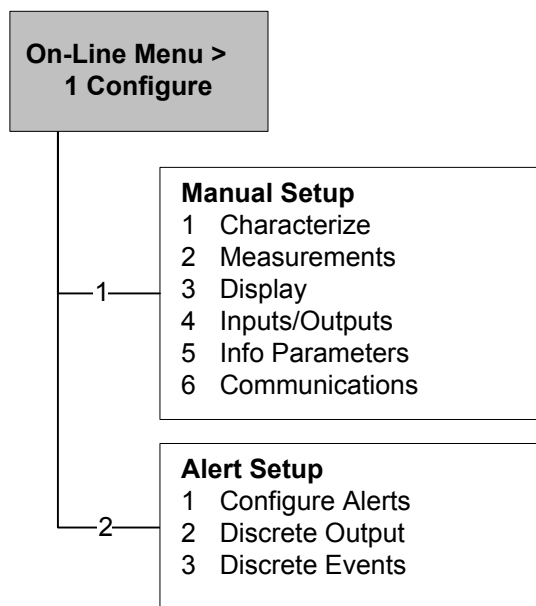 On-Line Menu >
1 Configure
1
Manual Setup
1 Characterize
2 Measurements
3 Display
4 Inputs/Outputs
5 Info Parameters
6 Communications
2
Alert Setup
1 Configure Alerts
2 Discrete Output
3 Discrete Events